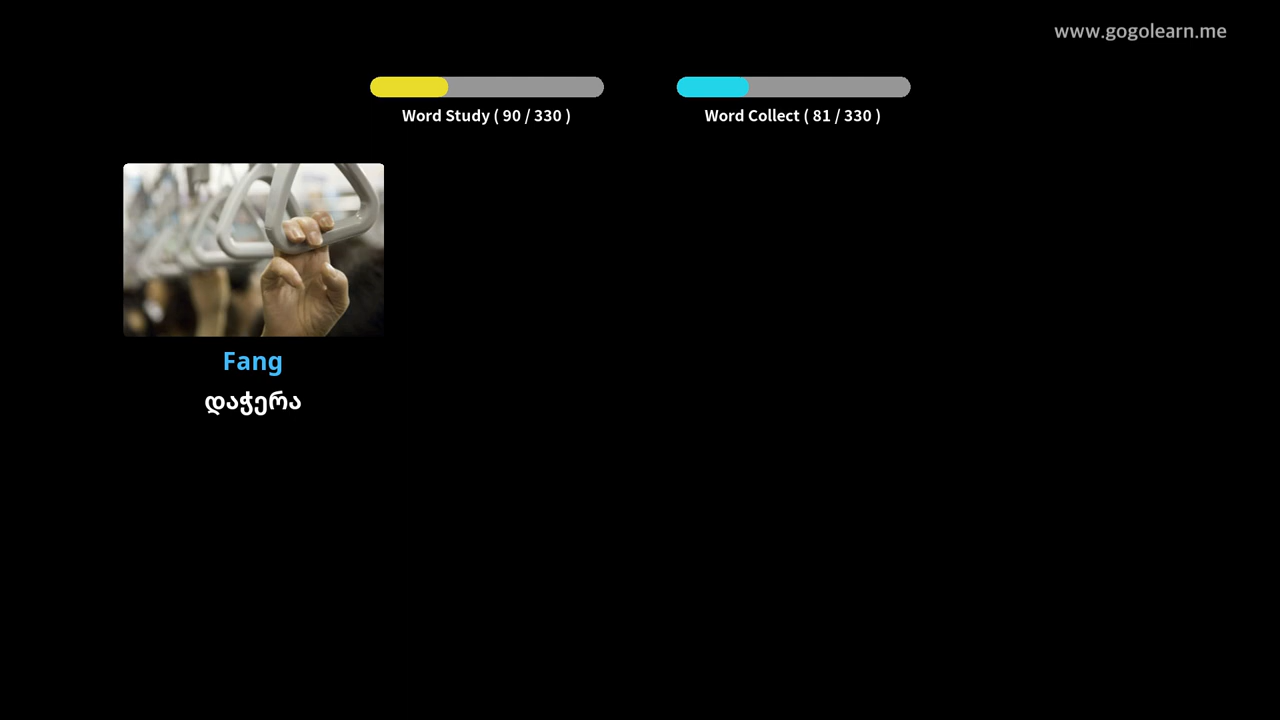 www.gogolearn.me
Word Study ( 90 / 330 )
Word Collect ( 81 / 330 )
Fang
დაჭერა